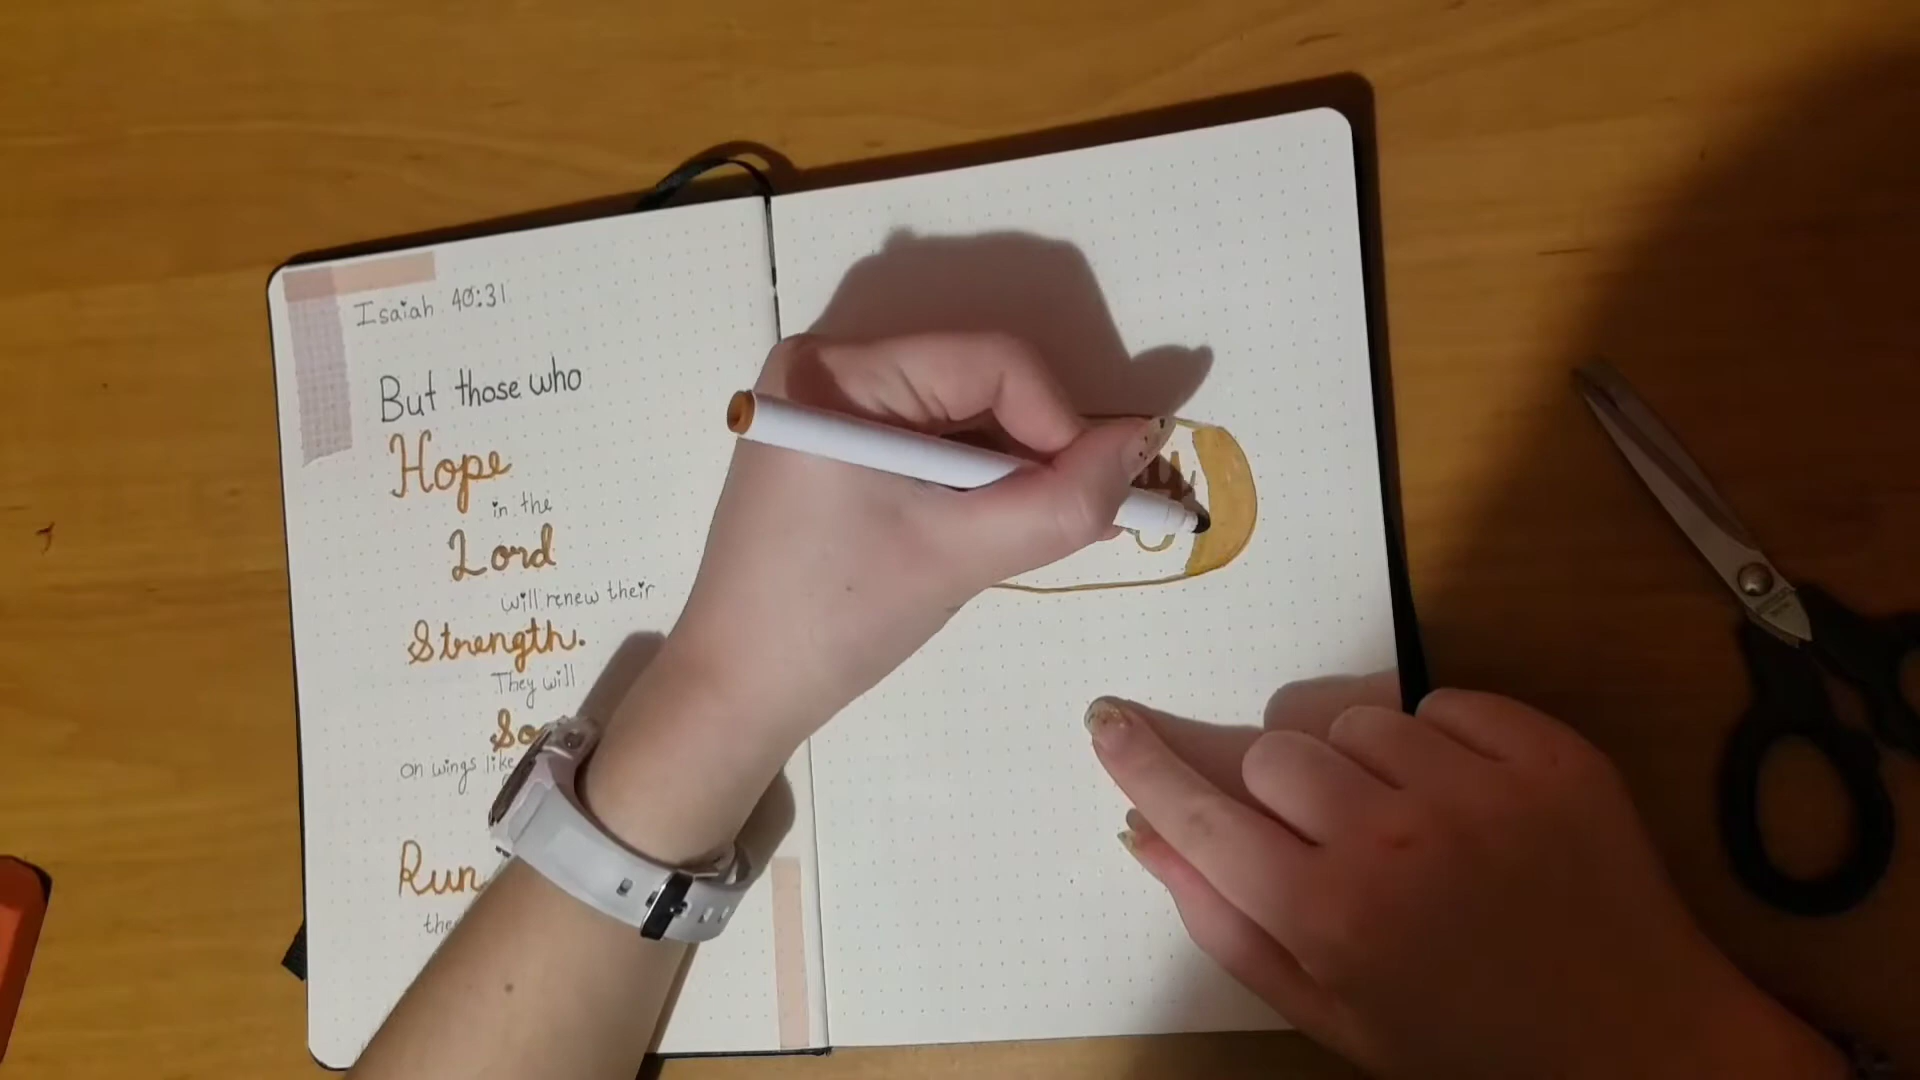 Isaiah 40:31
But those who
Hope
in the
Lord
will renew their
Strength.
They will
on wings like
Run